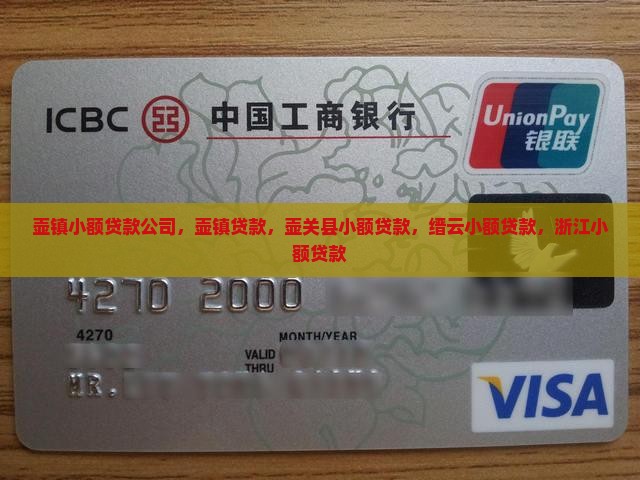 ICBC 中国工商银行
UnionPay
银联
壶镇小额贷款公司，壶镇贷款，壶关县小额贷款，缙云小额贷款，浙江小
额贷款
4270 2000
4270
MONTH/YEAR
VALID
THRU
MR.
VISA